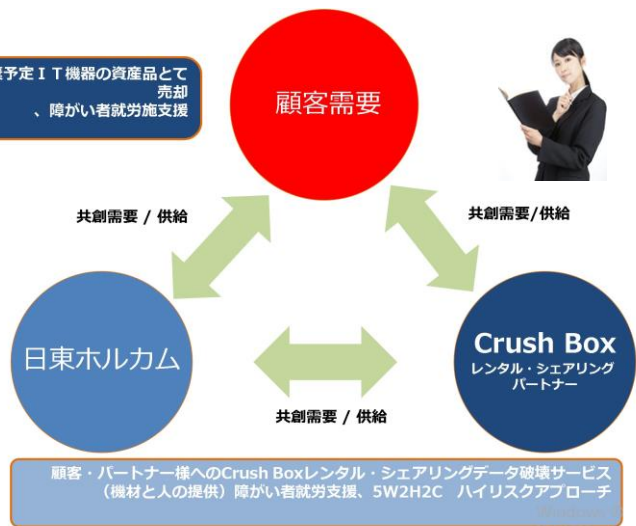 予定ＩＴ機器の資産品とて
売却
、障がい者就労施支援
顧客需要
共創需要 / 供給
共創需要/供給
日東ホルカム
Crush Box
レンタル・シェアリング
パートナー
共創需要 / 供給
顧客・パートナー様へのCrush Boxレンタル・シェアリングデータ破壊サービス
（機材と人の提供）障がい者就労支援、5W2H2C　ハイリスクアプローチ